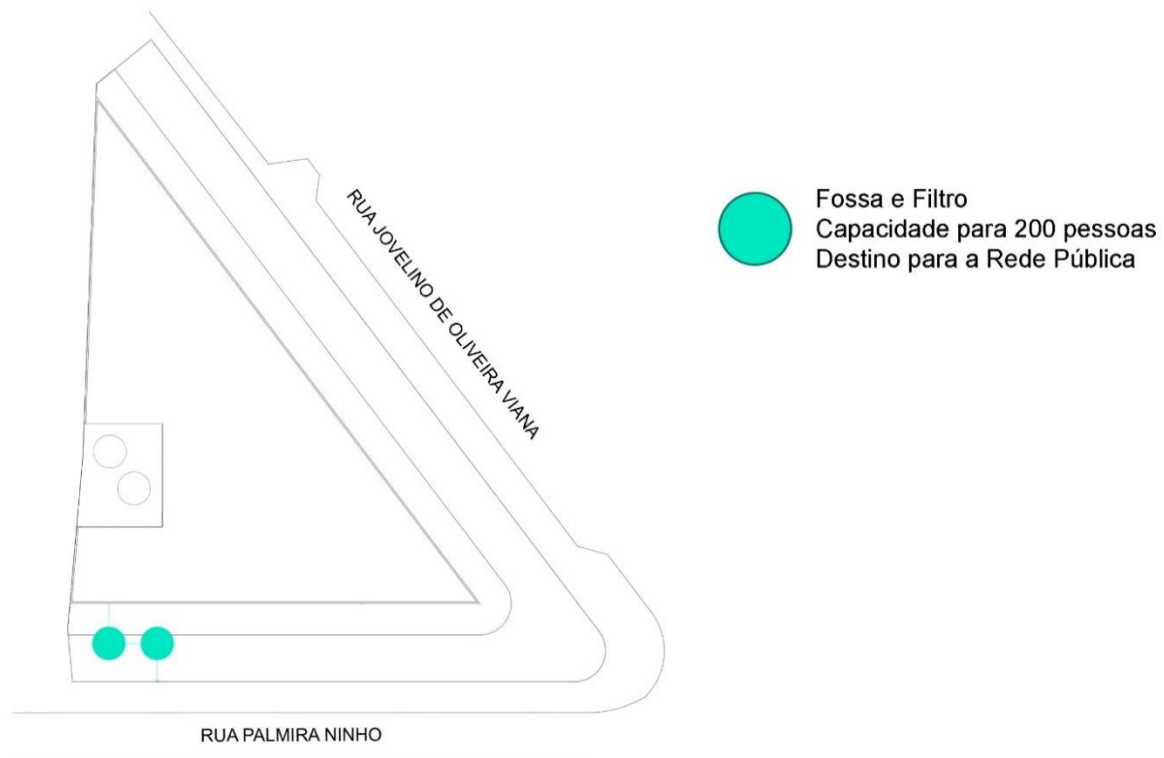 RUA JOVELINO DE OLIVEIRA VIANA
Fossa e Filtro
Capacidade para 200 pessoas
Destino para a Rede Pública
RUA PALMIRA NINHO